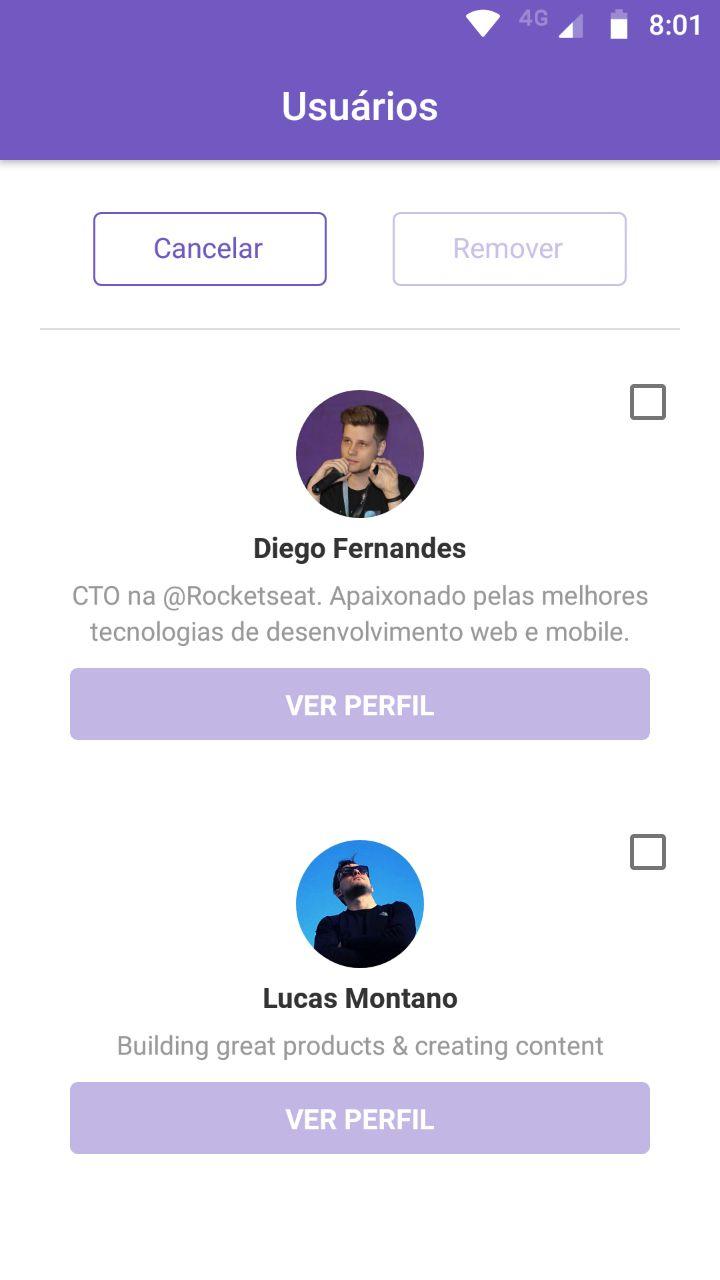 4G 8:01
Usuários
Cancelar Remover
Diego Fernandes
CTO na @Rocketseat. Apaixonado pelas melhores
tecnologias de desenvolvimento web e mobile.
VER PERFIL
Lucas Montano
Building great products & creating content
VER PERFIL